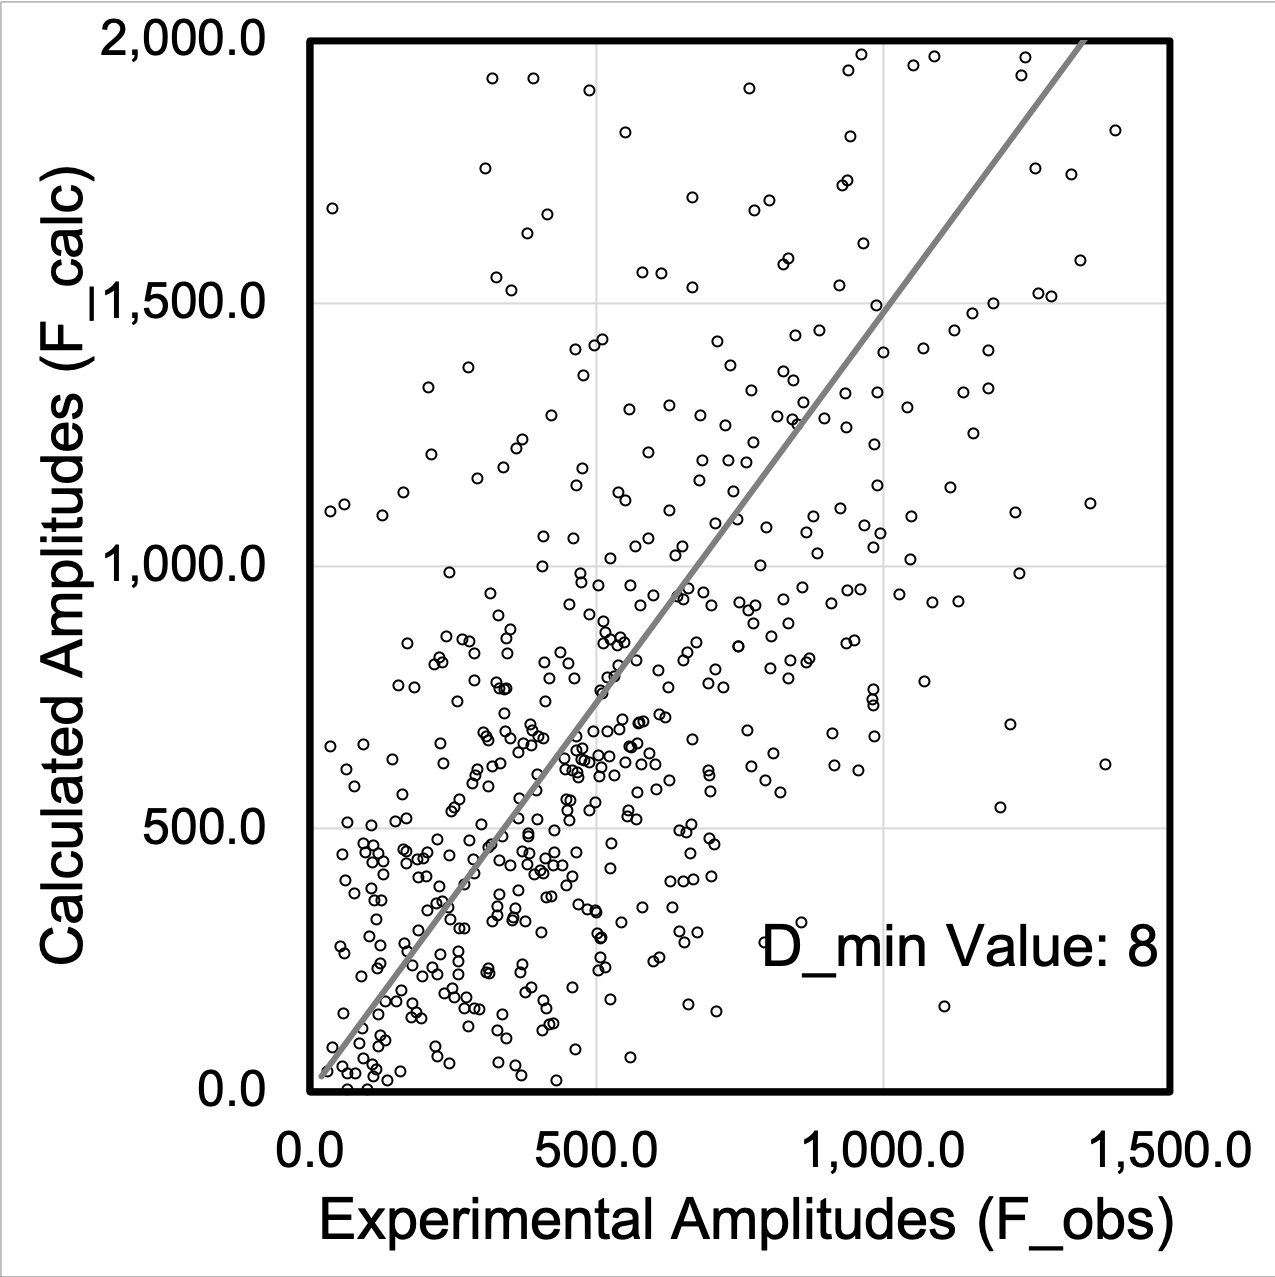 2,000.0
1,500.0
1,000.0
500.0
0.0
Calculated Amplitudes (F_calc)
D_min Value: 8
0.0 500.0 1,000.0 1,500.0
Experimental Amplitudes (F_obs)